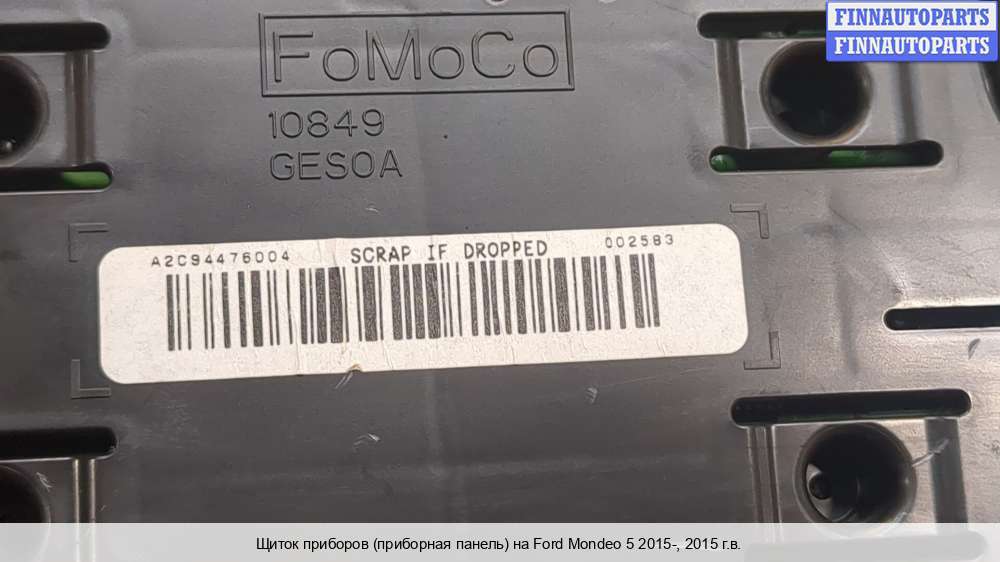 FINNAUTOPARTS
FINNAUTOPARTS
FoMoCo
10849
GES0A
A2C94476004 SCRAP IF DROPPED 002583
Щиток приборов (приборная панель) на Ford Mondeo 5 2015-, 2015 г.в.